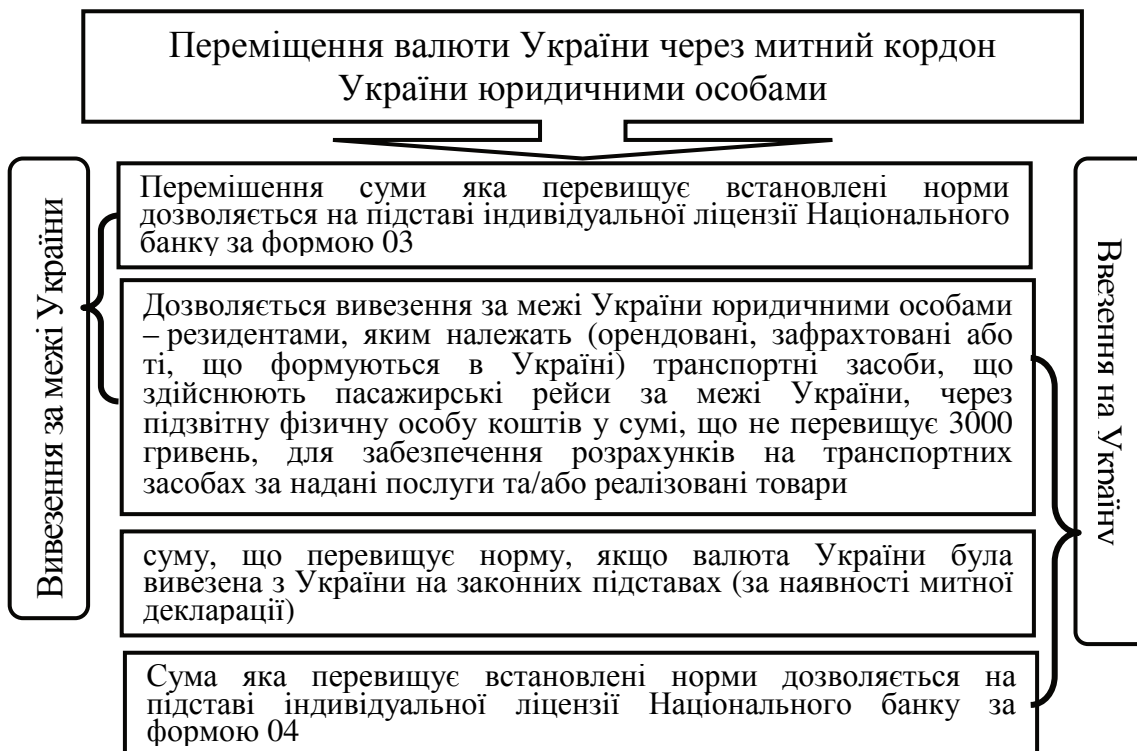 Переміщення валюти України через митний кордон
України юридичними особами
Вивезення за межі України
Перемішення суми яка перевищує встановлені норми
дозволяється на підставі індивідуальної ліцензії Національного
банку за формою 03
Дозволяється вивезення за межі України юридичними особами
– резидентами, яким належать (орендовані, зафрахтовані або
ті, що формуються в Україні) транспортні засоби, що
здійснюють пасажирські рейси за межі України, через
підзвітну фізичну особу коштів у сумі, що не перевищує 3000
гривень, для забезпечення розрахунків на транспортних
засобах за надані послуги та/або реалізовані товари
суму, що перевищує норму, якщо валюта України була
вивезена з України на законних підставах (за наявності митної
декларації)
Сума яка перевищує встановлені норми дозволяється на
підставі індивідуальної ліцензії Національного банку за
формою 04
Ввезення на Україну